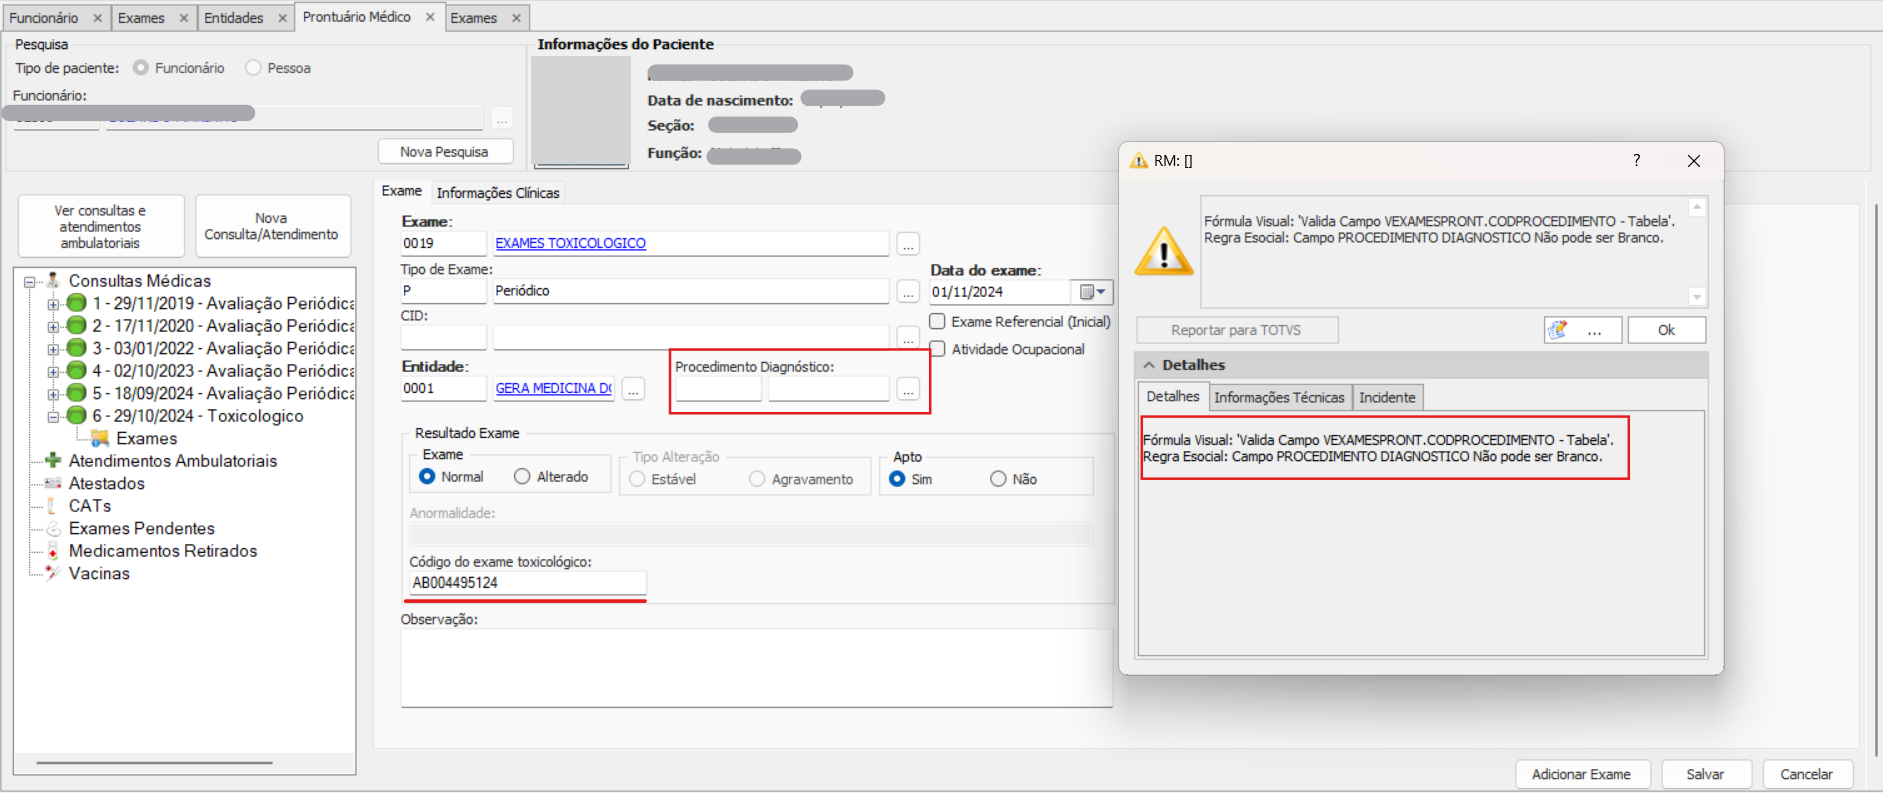 Funcionário
Exames
Entidades
Prontuário Médico
Exames
Pesquisa
Tipo de paciente:
Funcionário
Pessoa
Funcionário:
...
Nova Pesquisa
Informações do Paciente
Data de nascimento:
Seção:
Função:
Ver consultas e
atendimentos
ambulatoriais
Nova
Consulta/Atendimento
Consultas Médicas
1 - 29/11/2019 - Avaliação Periódica
2 - 17/11/2020 - Avaliação Periódica
3 - 03/01/2022 - Avaliação Periódica
4 - 02/10/2023 - Avaliação Periódica
5 - 18/09/2024 - Avaliação Periódica
6 - 29/10/2024 - Toxicologico
Exames
Atendimentos Ambulatoriais
Atestados
CATs
Exames Pendentes
Medicamentos Retirados
Vacinas
Exame
Informações Clínicas
Exame:
0019
EXAMES TOXICOLOGICO
...
Tipo de Exame:
P
Periódico
...
Data do exame:
01/11/2024
CID:
...
Exame Referencial (Inicial)
Atividade Ocupacional
Entidade:
0001
GERA MEDICINA DO
...
Procedimento Diagnóstico:
...
Resultado Exame
Exame
Normal
Alterado
Tipo Alteração
Estável
Agravamento
Apto
Sim
Não
Anormalidade:
Código do exame toxicológico:
AB004495124
Observação:
Adicionar Exame
Salvar
Cancelar
RM: []
?
Fórmula Visual: 'Valida Campo VEXAMESPRONT.CODPROCEDIMENTO - Tabela'.
Regra Esocial: Campo PROCEDIMENTO DIAGNOSTICO Não pode ser Branco.
Reportar para TOTVS
...
Ok
Detalhes
Detalhes
Informações Técnicas
Incidente
Fórmula Visual: 'Valida Campo VEXAMESPRONT.CODPROCEDIMENTO - Tabela'.
Regra Esocial: Campo PROCEDIMENTO DIAGNOSTICO Não pode ser Branco.